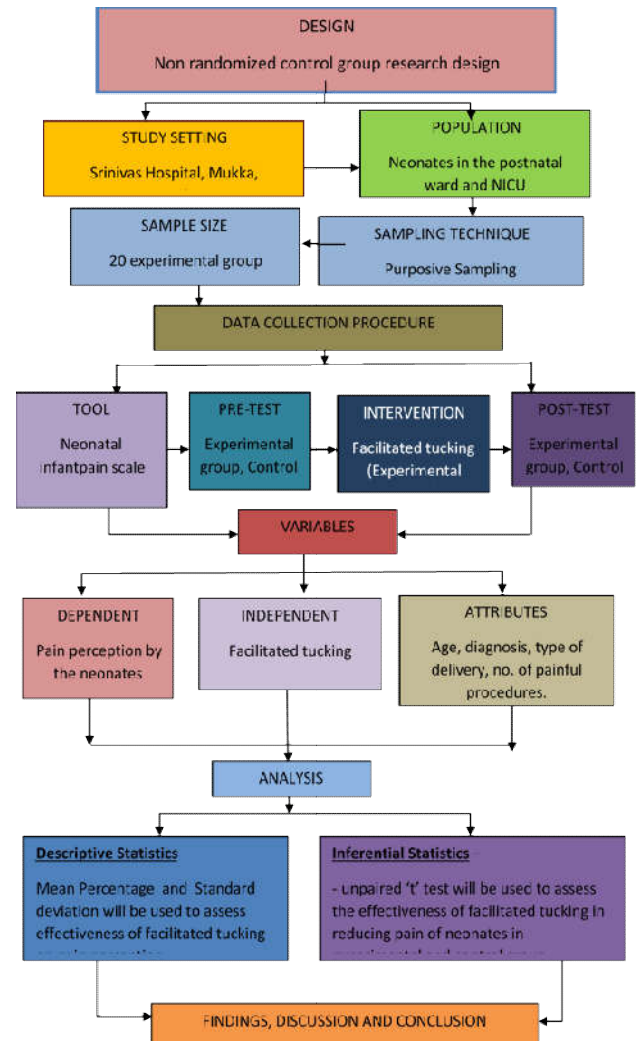 DESIGN
Non randomized control group research design
STUDY SETTING
Srinivas Hospital, Mukka,
POPULATION
Neonates in the postnatal
ward and NICU
SAMPLE SIZE
20 experimental group
SAMPLING TECHNIQUE
Purposive Sampling
DATA COLLECTION PROCEDURE
TOOL
Neonatal
infantpain scale
PRE-TEST
Experimental
group, Control
INTERVENTION
Facilitated tucking
(Experimental
POST-TEST
Experimental
group, Control
VARIABLES
DEPENDENT
Pain perception by
the neonates
INDEPENDENT
Facilitated tucking
ATTRIBUTES
Age, diagnosis, type of
delivery, no. of painful
procedures.
ANALYSIS
Descriptive Statistics
Mean Percentage and Standard
deviation will be used to assess
effectiveness of facilitated tucking
Inferential Statistics
- unpaired ‘t’ test will be used to assess
the effectiveness of facilitated tucking in
reducing pain of neonates in
FINDINGS, DISCUSSION AND CONCLUSION